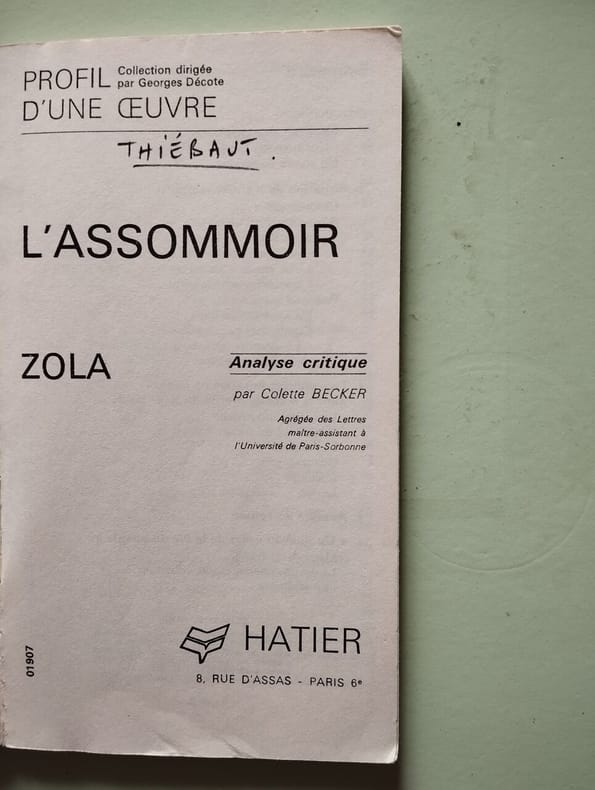 PROFIL Collection dirigée
par Georges Décote
D'UNE ŒUVRE
THIÉBAUT.
L'ASSOMMOIR
ZOLA
Analyse critique
par Colette BECKER
Agrégée des Lettres
maître-assistant à
l'Université de Paris-Sorbonne
01907
HATIER
8, RUE D'ASSAS - PARIS 6e